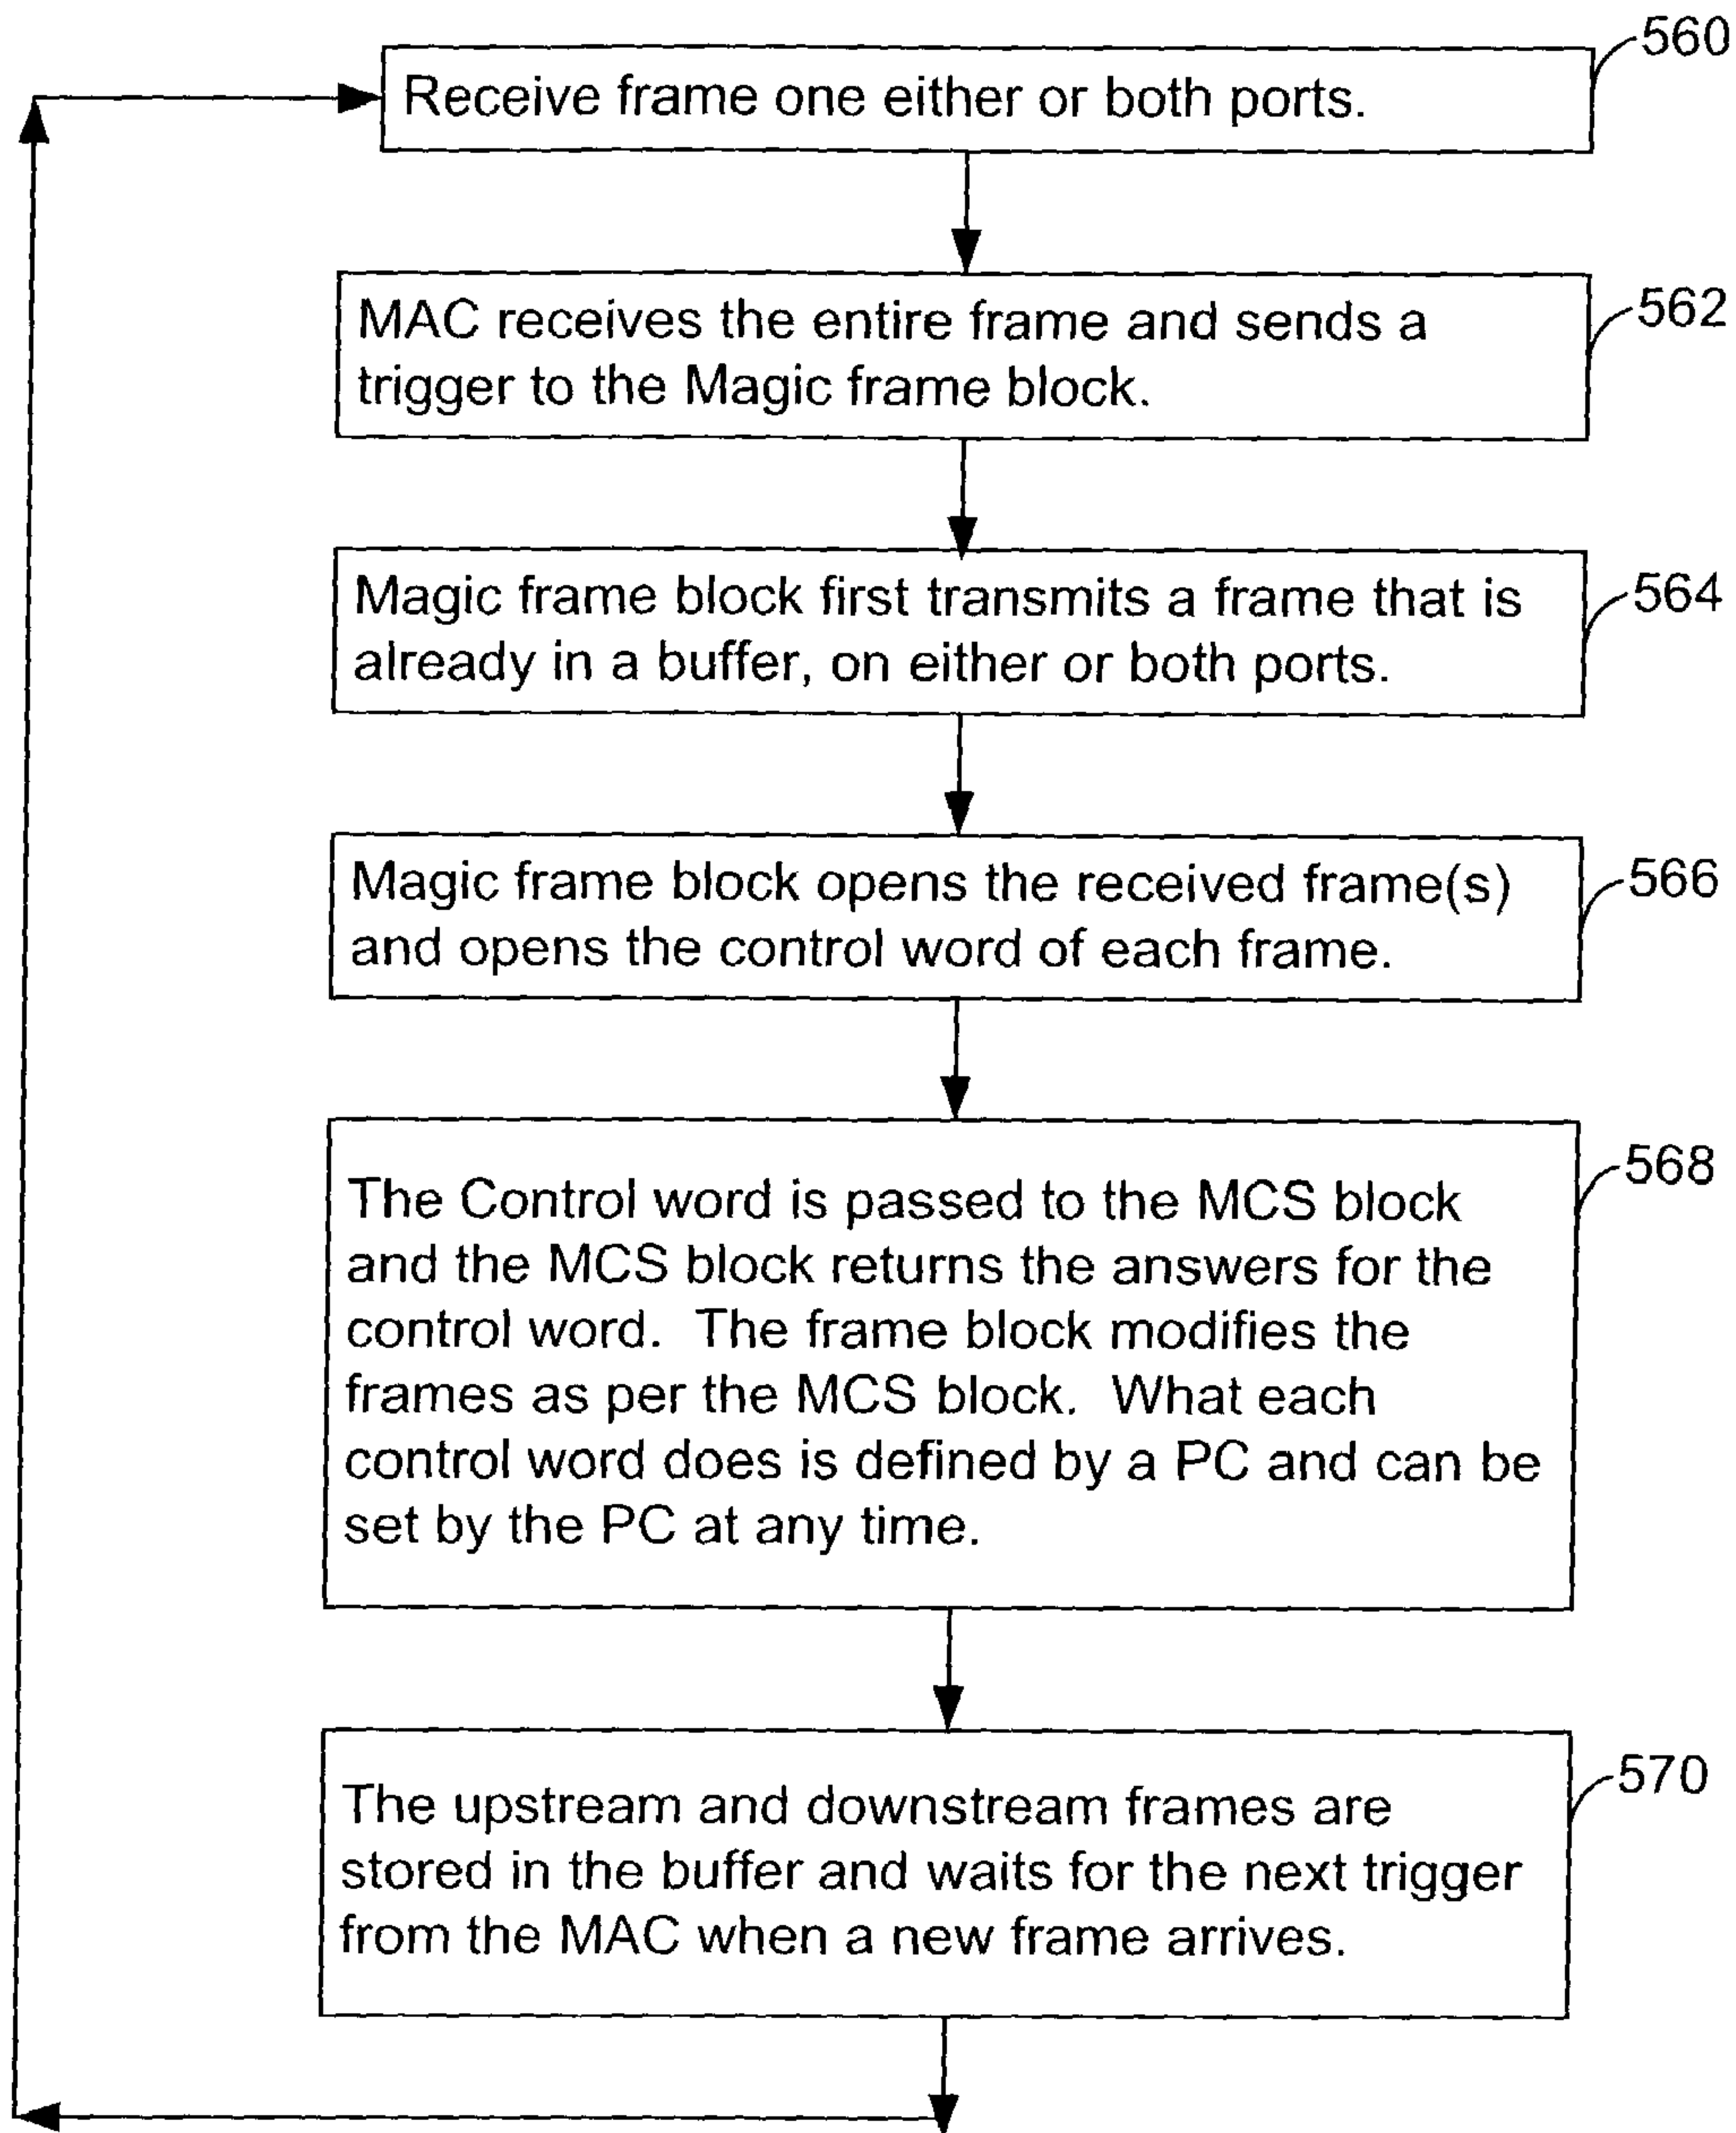 560
Receive frame one either or both ports.
562
MAC receives the entire frame and sends a
trigger to the Magic frame block.
564
Magic frame block first transmits a frame that is
already in a buffer, on either or both ports.
566
Magic frame block opens the received frame(s)
and opens the control word of each frame.
568
The Control word is passed to the MCS block
and the MCS block returns the answers for the
control word.  The frame block modifies the
frames as per the MCS block.  What each
control word does is defined by a PC and can be
set by the PC at any time.
570
The upstream and downstream frames are
stored in the buffer and waits for the next trigger
from the MAC when a new frame arrives.